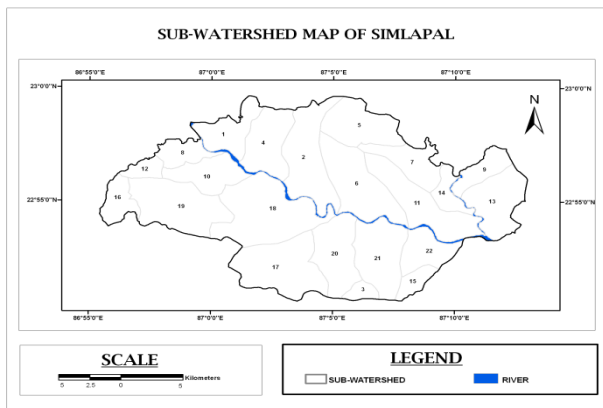 SUB-WATERSHED MAP OF SIMLAPAL
86°55'0"E 87°0'0"E 87°5'0"E 87°10'0"E
23°0'0"N 23°0'0"N
N
1 4 2 5
8 7 9
12 10 6 14
16 19 18 11 13
22°55'0"N 22°55'0"N
17 20 21 22
3 15
86°55'0"E 87°0'0"E 87°5'0"E 87°10'0"E
SCALE
Kilometers
5 2.5 0 5
LEGEND
SUB-WATERSHED RIVER